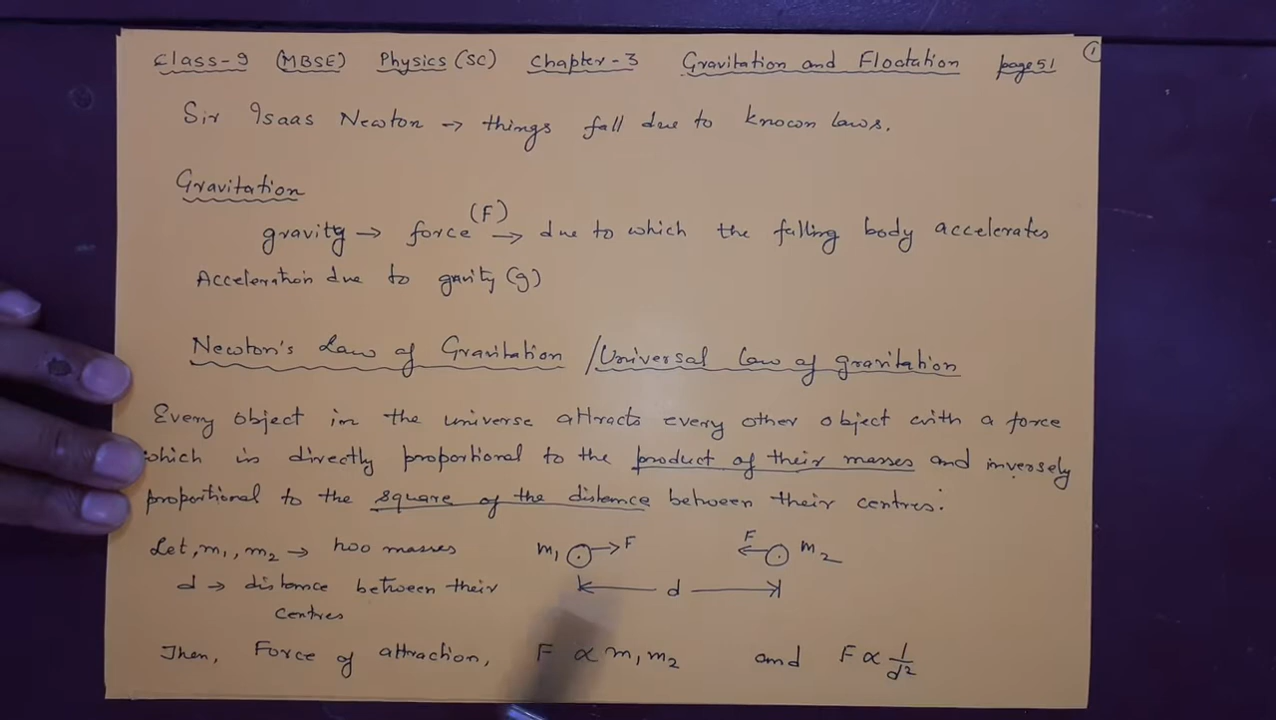 Class-9 (MBSE) Physics (SC) Chapter-3 Gravitation and Floatation page 51 1
Sir Isaas Newton → things fall due to known laws.
Gravitation
gravity → force (F) → due to which the falling body accelerates
Acceleration due to gravity (g)
Newton's Law of Gravitation / Universal law of gravitation
Every object in the universe attracts every other object with a force
which is directly proportional to the product of their masses and inversely
proportional to the square of the distance between their centres.
Let, m₁, m₂ → two masses m₁ → F F ← m₂
d → distance between their ← d →
centres
Then, Force of attraction, F ∝ m₁m₂ and F ∝ 1/d²